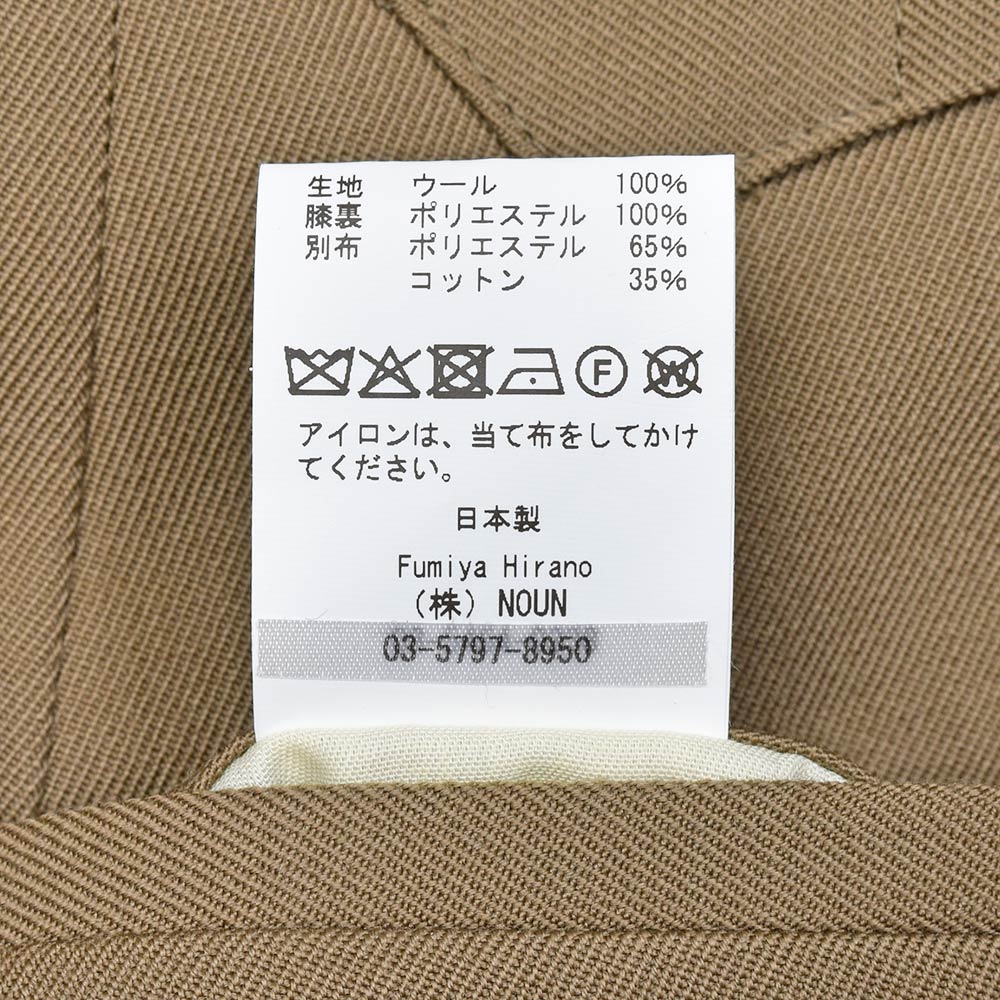 生地 ウール 100%
膝裏 ポリエステル 100%
別布 ポリエステル 65%
コットン 35%
F W
アイロンは、当て布をしてかけ
てください。
日本製
Fumiya Hirano
（株）NOUN
03-5797-8950